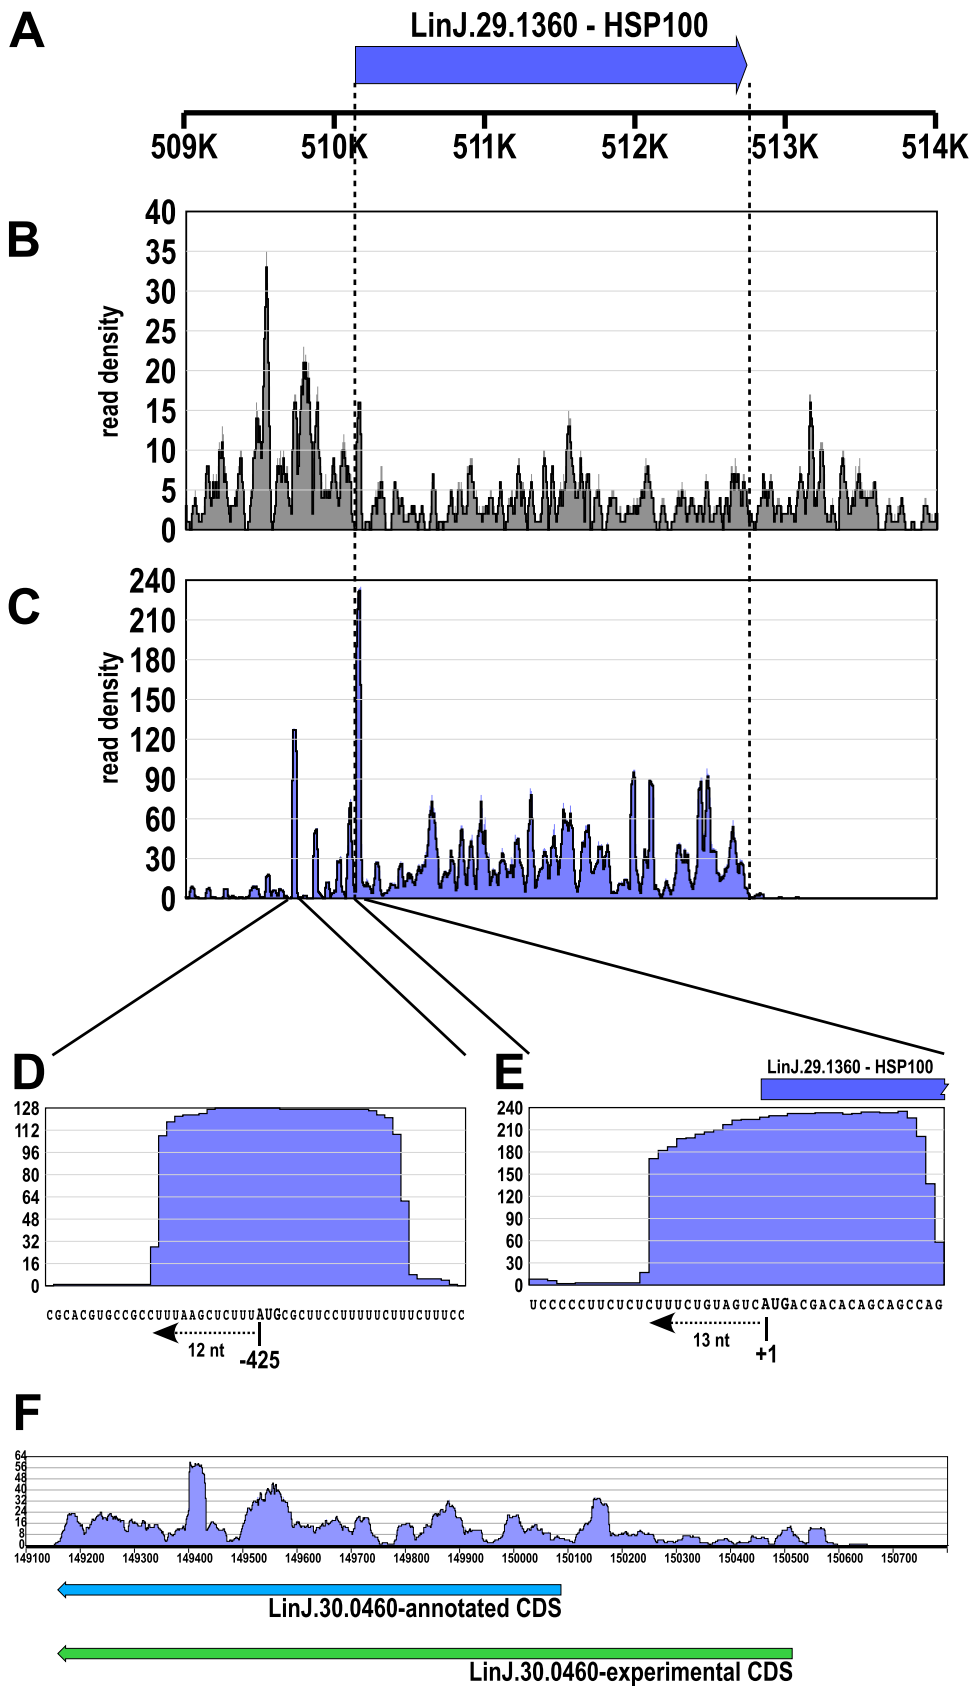 A
LinJ.29.1360 - HSP100
509K 510K 511K 512K 513K 514K
B
read density
40
35
30
25
20
15
10
5
0
C
read density
240
210
180
150
120
90
60
30
0
D
128
112
96
80
64
48
32
16
0
CGCACGUGCCGCCUUUAAGCUCUUUAUGCGCUUCCUUUUUCUUUCUUUCC
12 nt
-425
E
LinJ.29.1360 - HSP100
240
210
180
150
120
90
60
30
0
UCCCCCUUCUCUCUUUCUGUAGUCAUGACGACACAGCAGCCAG
13 nt
+1
F
64
56
48
40
32
24
16
8
0
149100 149200 149300 149400 149500 149600 149700 149800 149900 150000 150100 150200 150300 150400 150500 150600 150700
LinJ.30.0460-annotated CDS
LinJ.30.0460-experimental CDS